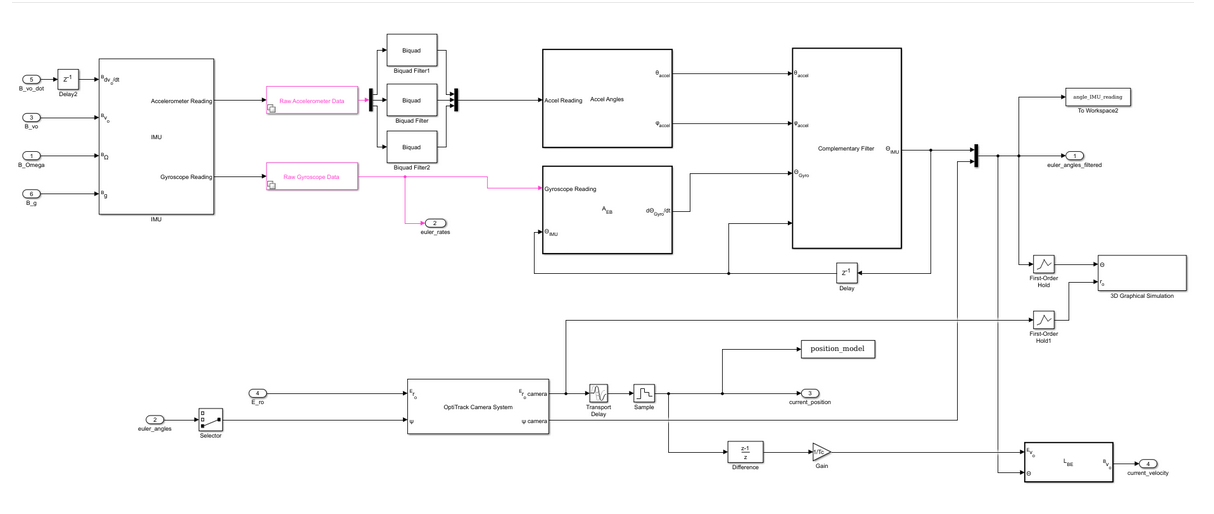 5
B_vo_dot
Z-1
Delay2
3
B_vo
1
B_Omega
6
B_g
Bdvo/dt
Bvo
BΩ
Bg
IMU
Accelerometer Reading
Gyroscope Reading
IMU
Raw Accelerometer Data
Raw Gyroscope Data
Biquad
Biquad Filter1
Biquad
Biquad Filter
Biquad
Biquad Filter2
2
euler_rates
Accel Reading
Accel Angles
θaccel
φaccel
Gyroscope Reading
ΘIMU
AEB
dΘGyro/dt
θaccel
φaccel
ΘGyro
Complementary Filter
ΘIMU
Z-1
Delay
angle_IMU_reading
To Workspace2
1
euler_angles_filtered
First-Order
Hold
First-Order
Hold1
Θ
ro
3D Graphical Simulation
4
E_ro
2
euler_angles
Selector
Ero
ψ
OptiTrack Camera System
Ero camera
ψ camera
Transport
Delay
Sample
position_model
3
current_position
z-1
z
Difference
1/Tc
Gain
Evo
Θ
LBE
Bvo
4
current_velocity